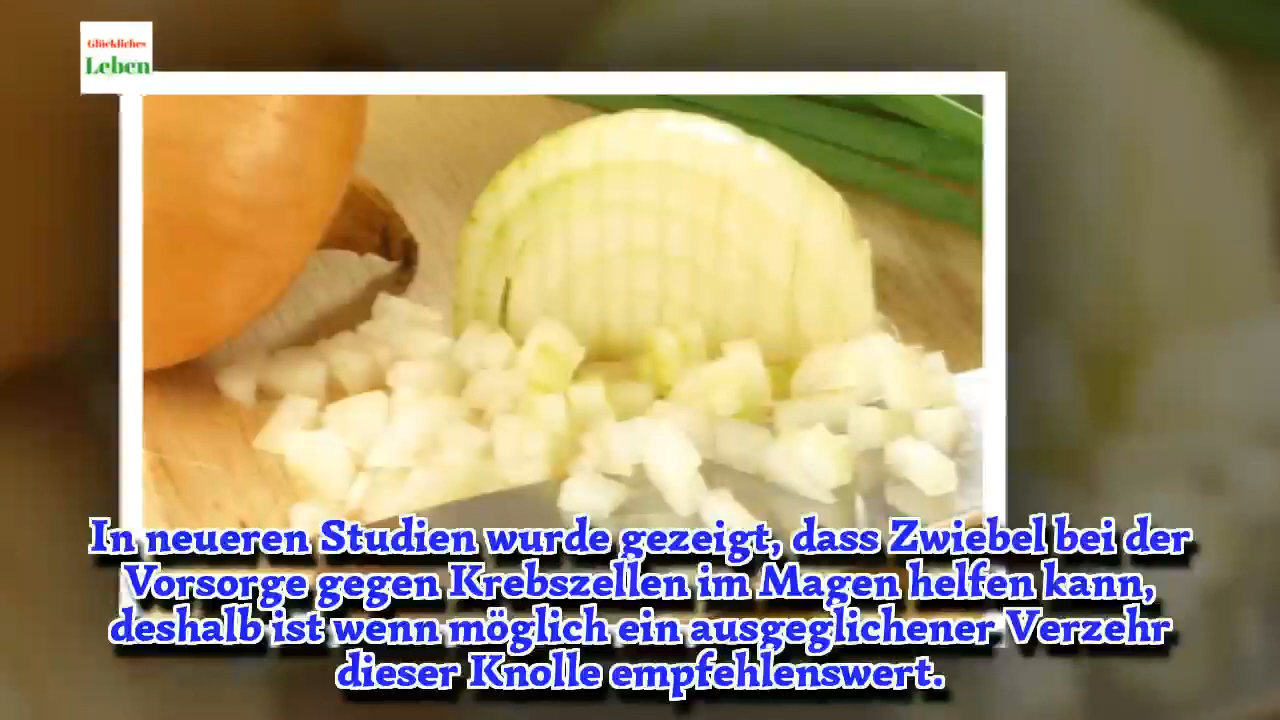 Glückliches
Leben
In neueren Studien wurde gezeigt, dass Zwiebel bei der
Vorsorge gegen Krebszellen im Magen helfen kann,
deshalb ist wenn möglich ein ausgeglichener Verzehr
dieser Knolle empfehlenswert.